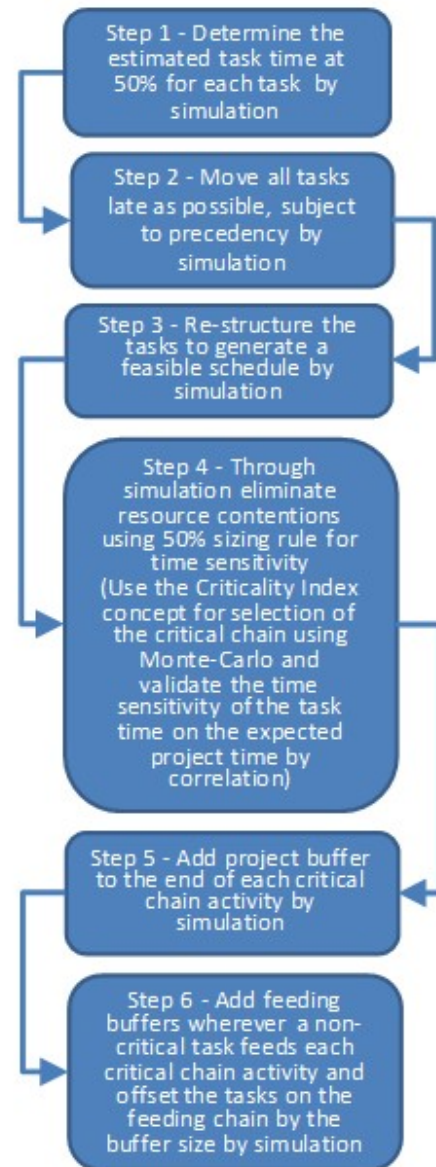 Step 1 - Determine the
estimated task time at
50% for each task by
simulation
Step 2 - Move all tasks
late as possible, subject
to precedency by
simulation
Step 3 - Re-structure the
tasks to generate a
feasible schedule by
simulation
Step 4 - Through
simulation eliminate
resource contentions
using 50% sizing rule for
time sensitivity
(Use the Criticality Index
concept for selection of
the critical chain using
Monte-Carlo and
validate the time
sensitivity of the task
time on the expected
project time by
correlation)
Step 5 - Add project buffer
to the end of each critical
chain activity by
simulation
Step 6 - Add feeding
buffers wherever a non-
critical task feeds each
critical chain activity and
offset the tasks on the
feeding chain by the
buffer size by simulation